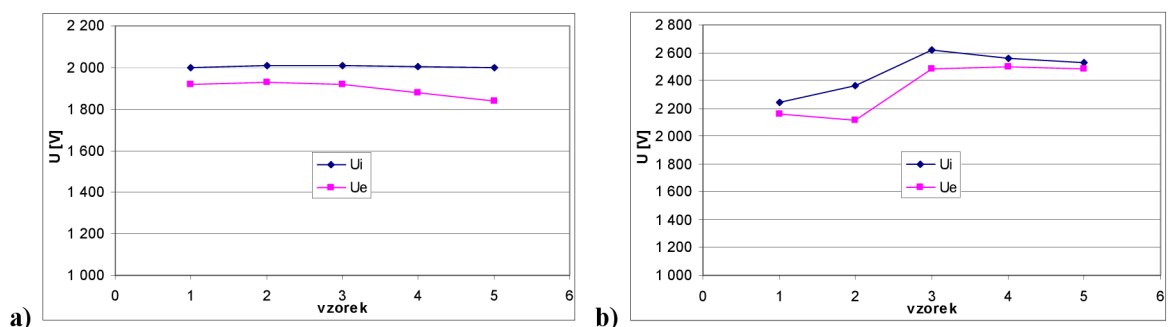 2 200
2 000
1 800
1 600
1 400
1 200
1 000
U [V]
Ui
Ue
0 1 2 3 4 5 6
vzorek
a)
2 800
2 600
2 400
2 200
2 000
1 800
1 600
1 400
1 200
1 000
U [V]
Ui
Ue
0 1 2 3 4 5 6
vzorek
b)